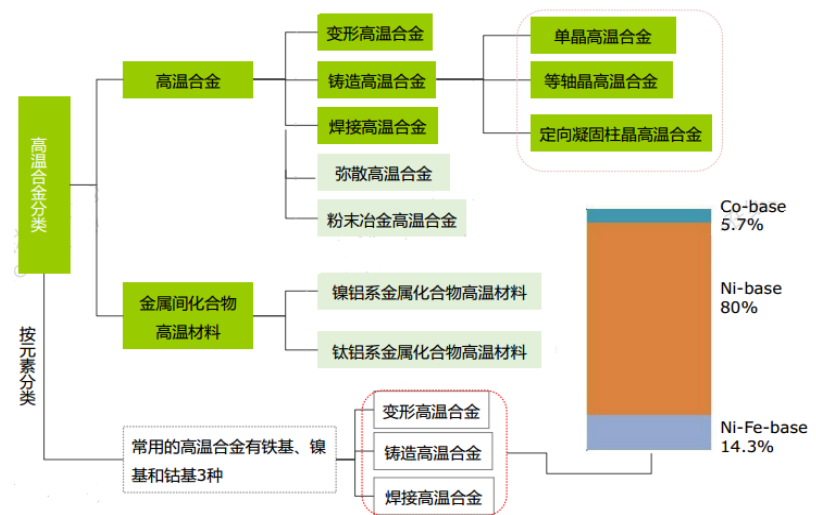 高温合金分类
按元素分类
高温合金
变形高温合金
铸造高温合金
焊接高温合金
弥散高温合金
粉末冶金高温合金
单晶高温合金
等轴晶高温合金
定向凝固柱晶高温合金
金属间化合物
高温材料
镍铝系金属化合物高温材料
钛铝系金属化合物高温材料
常用的高温合金有铁基、镍
基和钴基3种
变形高温合金
铸造高温合金
焊接高温合金
Co-base
5.7%
Ni-base
80%
Ni-Fe-base
14.3%